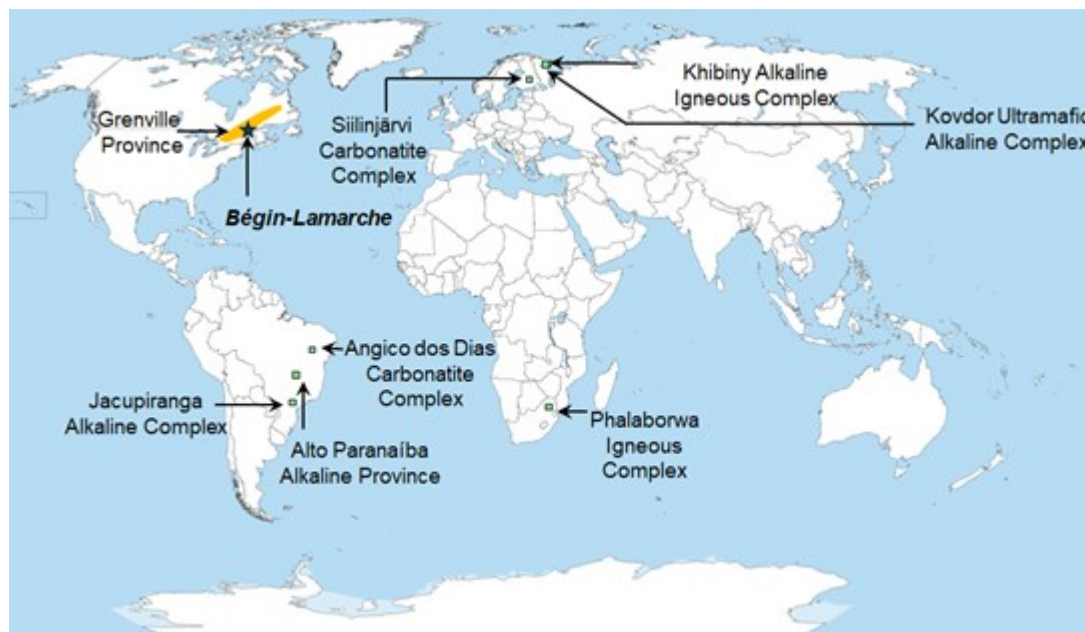 Grenville
Province
Bégin-Lamarche
Siilinjärvi
Carbonatite
Complex
Khibiny Alkaline
Igneous Complex
Kovdor Ultramafic
Alkaline Complex
Angico dos Dias
Carbonatite
Complex
Jacupiranga
Alkaline Complex
Alto Paranaíba
Alkaline Province
Phalaborwa
Igneous
Complex